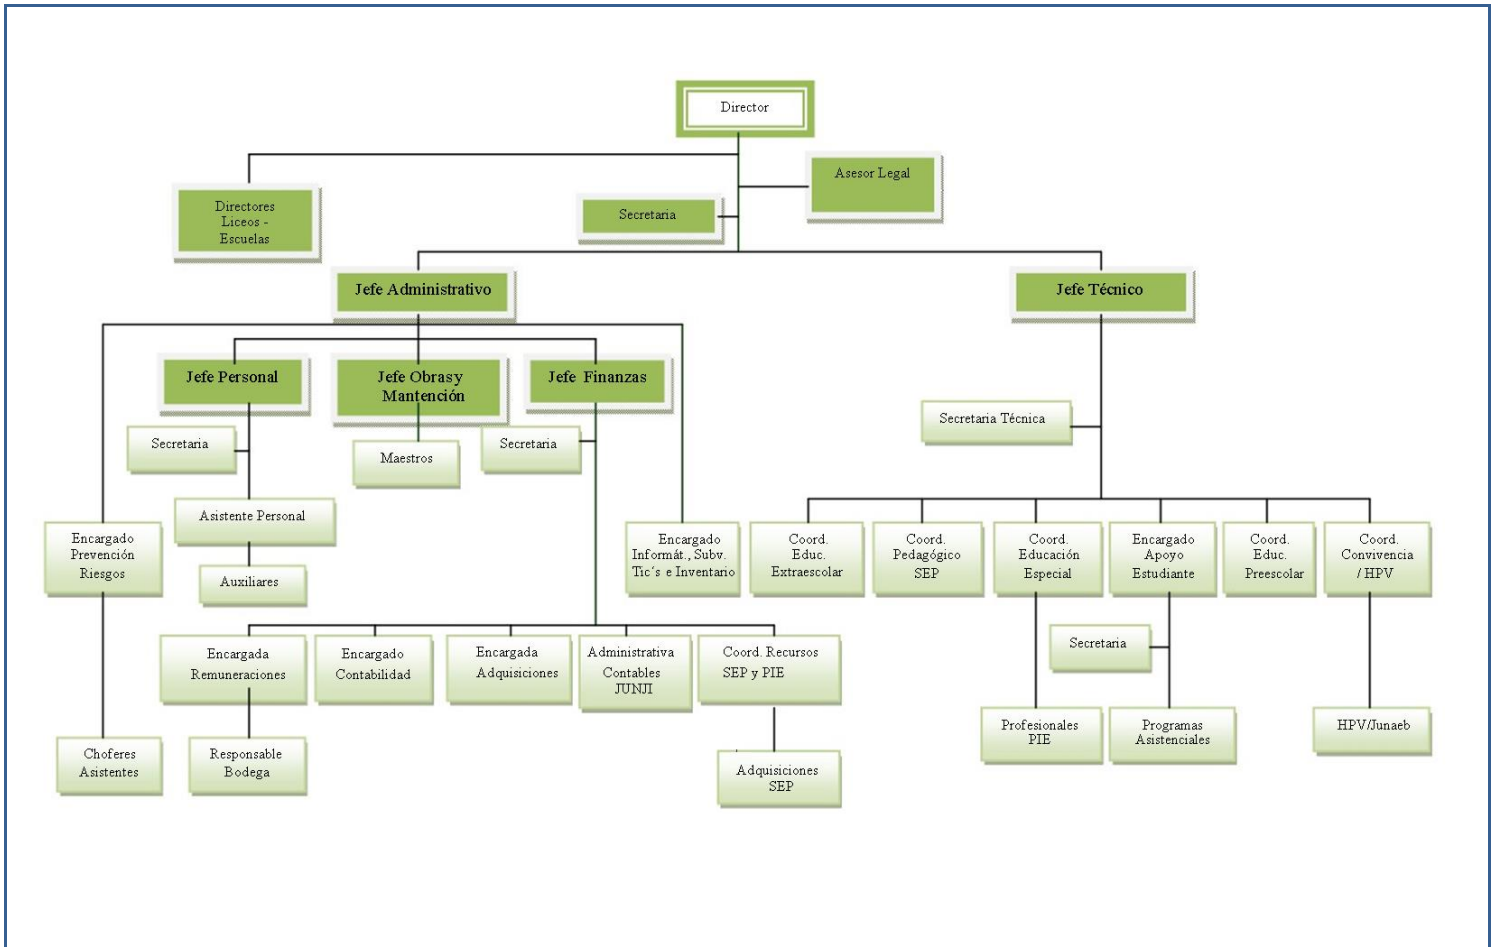 Director
Asesor Legal
Directores
Liceos -
Escuelas
Secretaria
Jefe Administrativo
Jefe Técnico
Jefe Personal
Jefe Obras y
Mantención
Jefe Finanzas
Secretaria Técnica
Secretaria
Maestros
Secretaria
Asistente Personal
Encargado
Prevención
Riesgos
Auxiliares
Encargado
Informát., Subv.
Tic´s e Inventario
Coord.
Educ.
Extraescolar
Coord.
Pedagógico
SEP
Coord.
Educación
Especial
Encargado
Apoyo
Estudiante
Coord.
Educ.
Preescolar
Coord.
Convivencia
/ HPV
Encargada
Remuneraciones
Encargado
Contabilidad
Encargada
Adquisiciones
Administrativa
Contables
JUNJI
Coord. Recursos
SEP y PIE
Secretaria
Choferes
Asistentes
Responsable
Bodega
Adquisiciones
SEP
Profesionales
PIE
Programas
Asistenciales
HPV/Junaeb